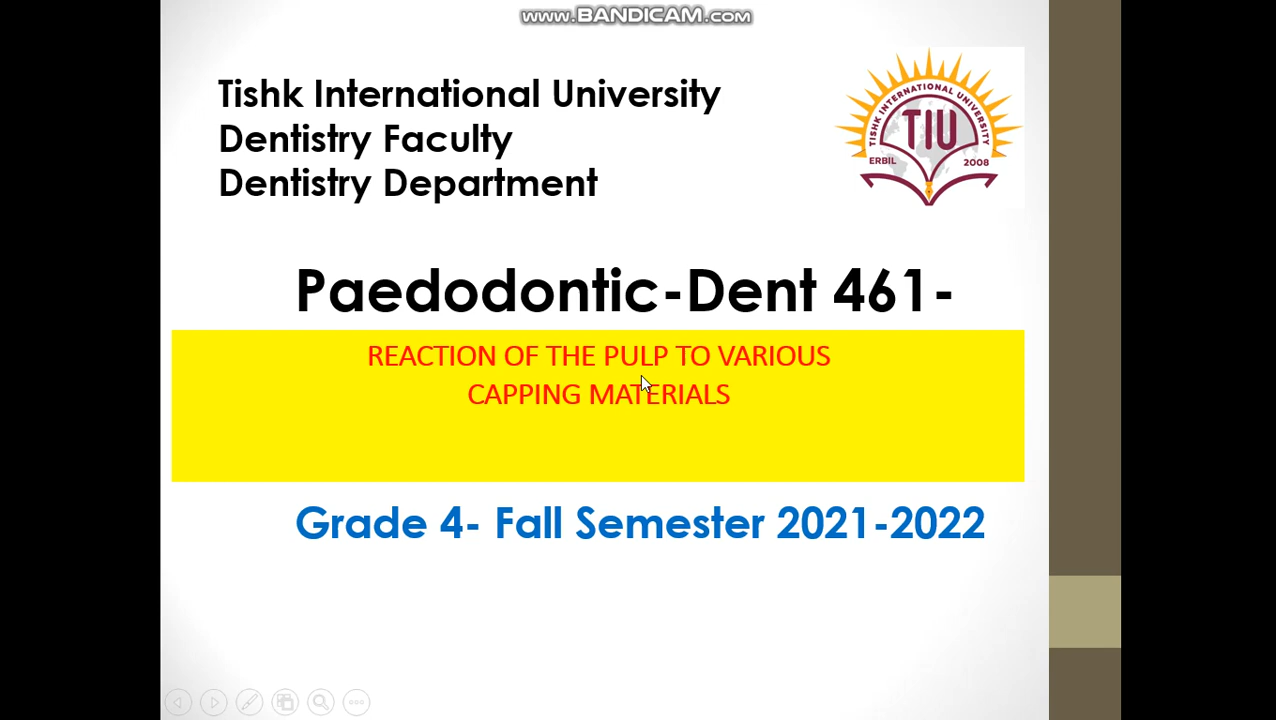 www.BANDICAM.com
Tishk International University
Dentistry Faculty
Dentistry Department
TISHK INTERNATIONAL UNIVERSITY
TIU
ERBIL 2008
Paedodontic-Dent 461-
REACTION OF THE PULP TO VARIOUS
CAPPING MATERIALS
Grade 4- Fall Semester 2021-2022